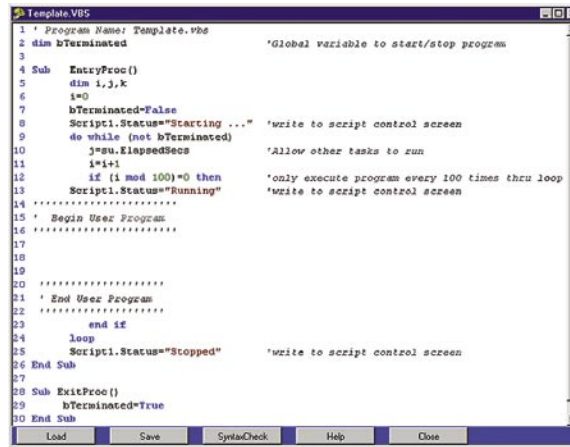 Template.VBS
1 ' Program Name: Template.vbs
2 dim bTerminated 'Global variable to start/stop program
3
4 Sub EntryProc()
5 dim i,j,k
6 i=0
7 bTerminated=False
8 Script1.Status="Starting ..." 'write to script control screen
9 do while (not bTerminated)
10 j=su.ElapsedSecs 'Allow other tasks to run
11 i=i+1
12 if (i mod 100)=0 then 'only execute program every 100 times thru loop
13 Script1.Status="Running" 'write to script control screen
14 ''''''''''''''''''''''
15 ' Begin User Program
16 ''''''''''''''''''''''
17
18
19
20 '''''''''''''''''''
21 ' End User Program
22 '''''''''''''''''''
23 end if
24 loop
25 Script1.Status="Stopped" 'write to script control screen
26 End Sub
27
28 Sub ExitProc()
29 bTerminated=True
30 End Sub
Load Save SyntaxCheck Help Close